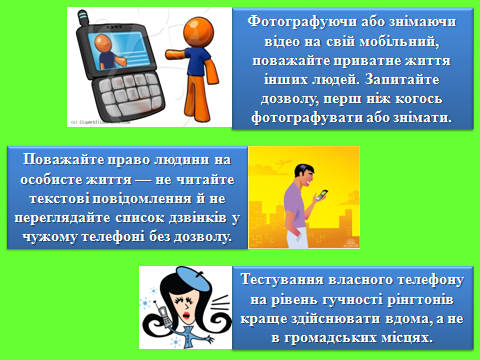 Фотографуючи або знімаючи
відео на свій мобільний,
поважайте приватне життя
інших людей. Запитайте
дозволу, перш ніж когось
фотографувати або знімати.
Поважайте право людини на
особисте життя — не читайте
текстові повідомлення й не
переглядайте список дзвінків у
чужому телефоні без дозволу.
Тестування власного телефону
на рівень гучності рінгтонів
краще здійснювати вдома, а не
в громадських місцях.